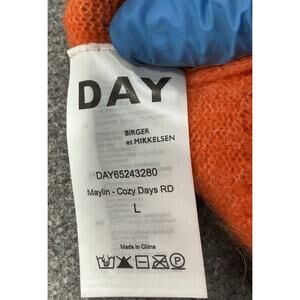 DAY
BIRGER
et MIKKELSEN
DAY65243280
Maylin - Cozy Days RD
L
Made in China